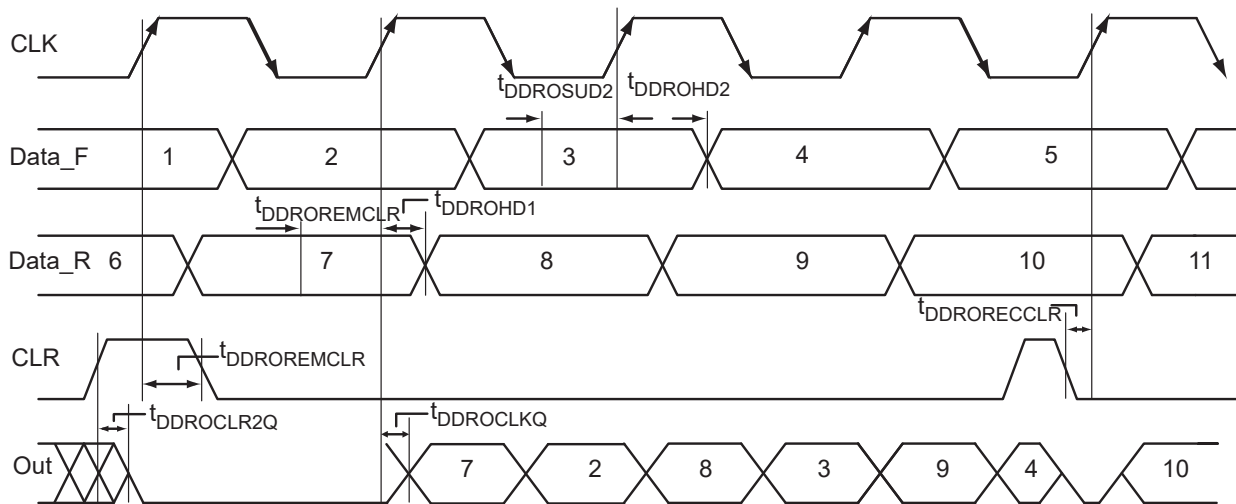 CLK
tDDROSUD2 tDDROHD2
Data_F 1 2 3 4 5
tDDROREMCLR tDDROHD1
Data_R 6 7 8 9 10 11
tDDRORECCLR
CLR tDDROREMCLR
tDDROCLR2Q tDDROCLKQ
Out 7 2 8 3 9 4 10